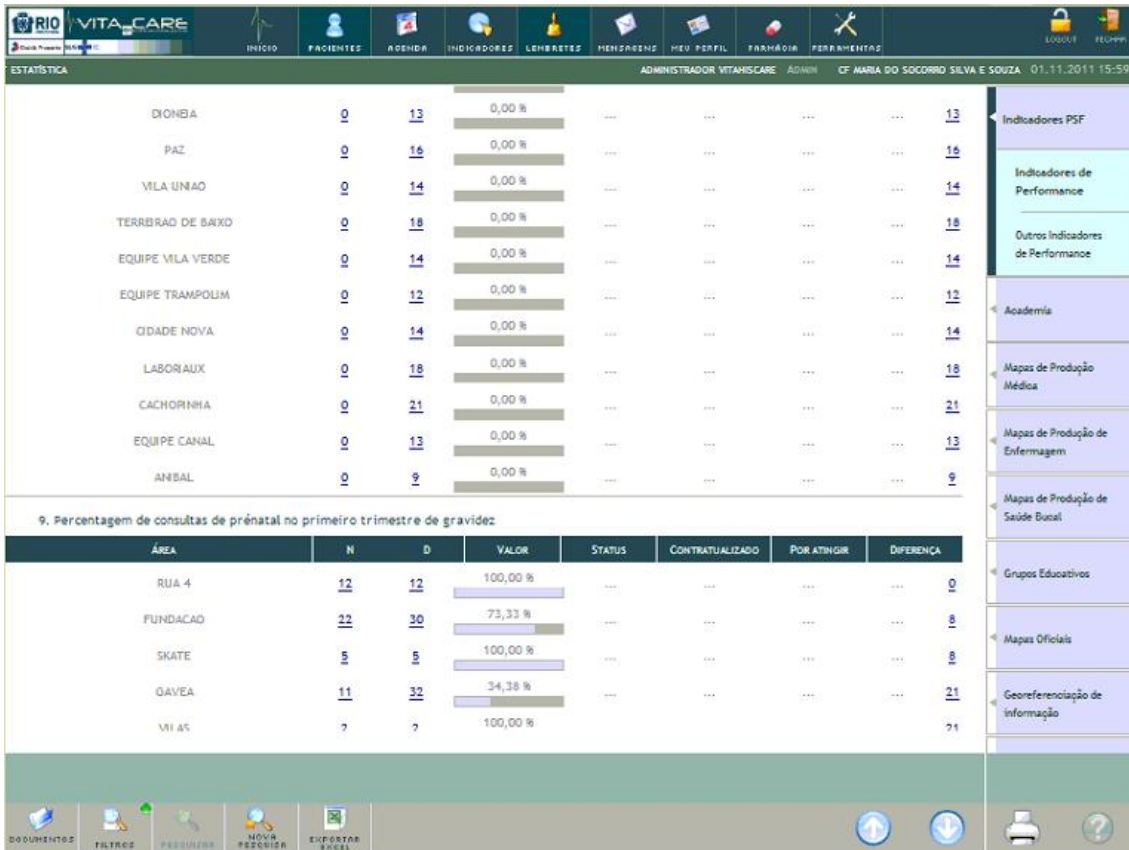 RIO VITA CARE
INÍCIO PACIENTES AGENDA INDICADORES LEMBRETES MENSAGENS MEU PERFIL FARMÁCIA FERRAMENTAS LOGOUT FECHAR
ESTATÍSTICA ADMINISTRADOR VITAHISCARE ADMIN CF MARIA DO SOCORRO SILVA E SOUZA 01.11.2011 15:59
DIONEIA 0 13 0,00 % ... ... ... ... 13
PAZ 0 16 0,00 % ... ... ... ... 16
VILA UNIAO 0 14 0,00 % ... ... ... ... 14
TERREIRAO DE BAIXO 0 18 0,00 % ... ... ... ... 18
EQUIPE VILA VERDE 0 14 0,00 % ... ... ... ... 14
EQUIPE TRAMPOLIM 0 12 0,00 % ... ... ... ... 12
CIDADE NOVA 0 14 0,00 % ... ... ... ... 14
LABORIAUX 0 18 0,00 % ... ... ... ... 18
CACHOPINHA 0 21 0,00 % ... ... ... ... 21
EQUIPE CANAL 0 13 0,00 % ... ... ... ... 13
ANIBAL 0 9 0,00 % ... ... ... ... 9
9. Percentagem de consultas de prénatal no primeiro trimestre de gravidez
ÁREA N D VALOR STATUS CONTRATUALIZADO POR ATINGIR DIFERENÇA
RUA 4 12 12 100,00 % ... ... ... ... 0
FUNDACAO 22 30 73,33 % ... ... ... ... 8
SKATE 5 5 100,00 % ... ... ... ... 8
GAVEA 11 32 34,38 % ... ... ... ... 21
VILAS 100,00 % 21
Indicadores PSF
Indicadores de
Performance
Outros Indicadores
de Performance
Academia
Mapas de Produção
Médica
Mapas de Produção de
Enfermagem
Mapas de Produção de
Saúde Bucal
Grupos Educativos
Mapas Oficiais
Georeferenciação de
informação
DOCUMENTOS FILTROS PESQUIZAR NOVA PESQUIZA EXPORTAR EXCEL